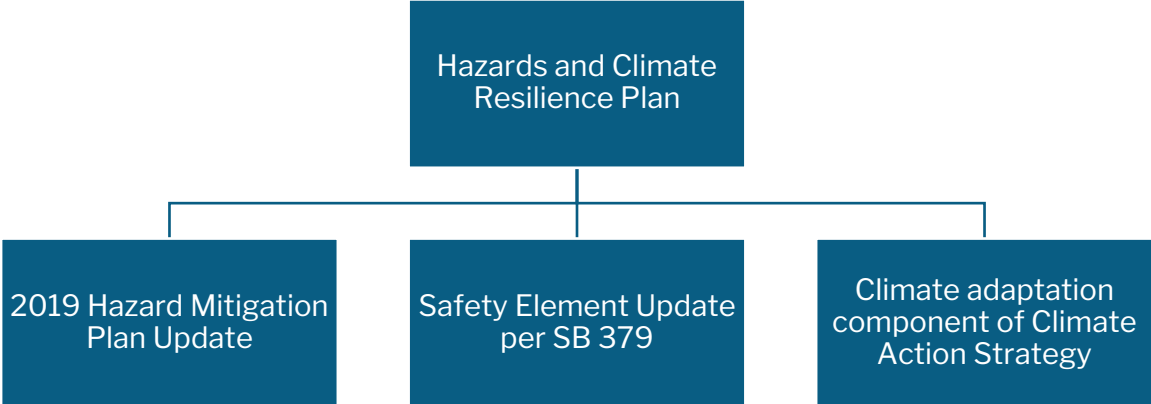 Hazards and Climate
Resilience Plan
2019 Hazard Mitigation
Plan Update
Safety Element Update
per SB 379
Climate adaptation
component of Climate
Action Strategy